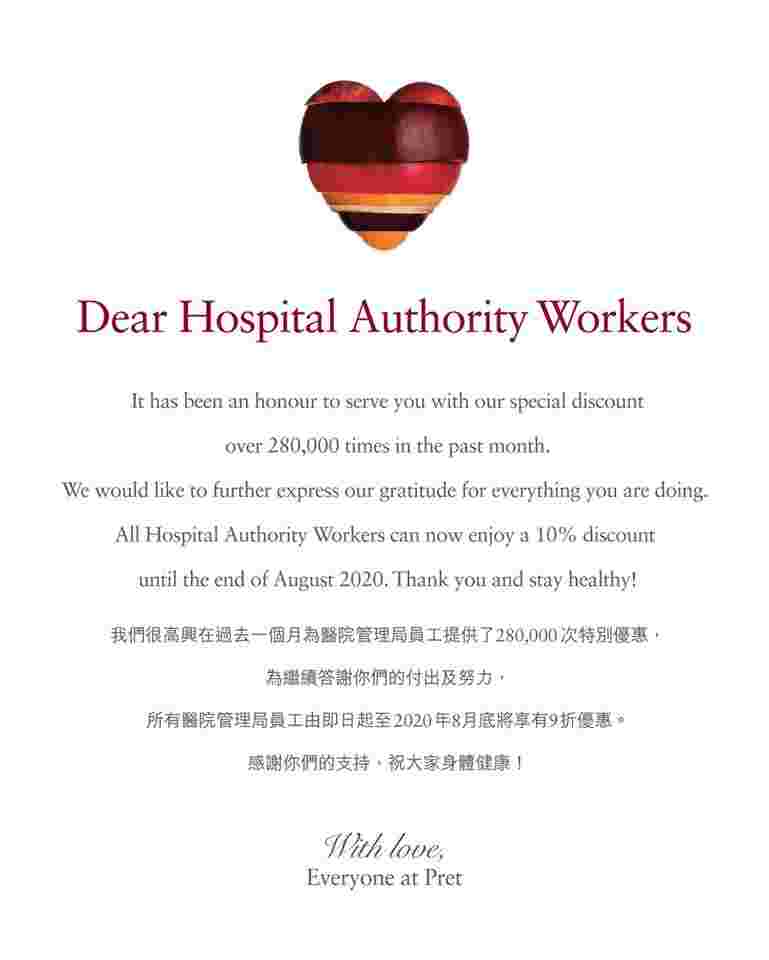 Dear Hospital Authority Workers
It has been an honour to serve you with our special discount
over 280,000 times in the past month.
We would like to further express our gratitude for everything you are doing.
All Hospital Authority Workers can now enjoy a 10% discount
until the end of August 2020. Thank you and stay healthy!
我們很高興在過去一個月為醫院管理局員工提供了280,000次特別優惠，
為繼續答謝你們的付出及努力，
所有醫院管理局員工由即日起至2020年8月底將享有9折優惠。
感謝你們的支持，祝大家身體健康！
With love,
Everyone at Pret